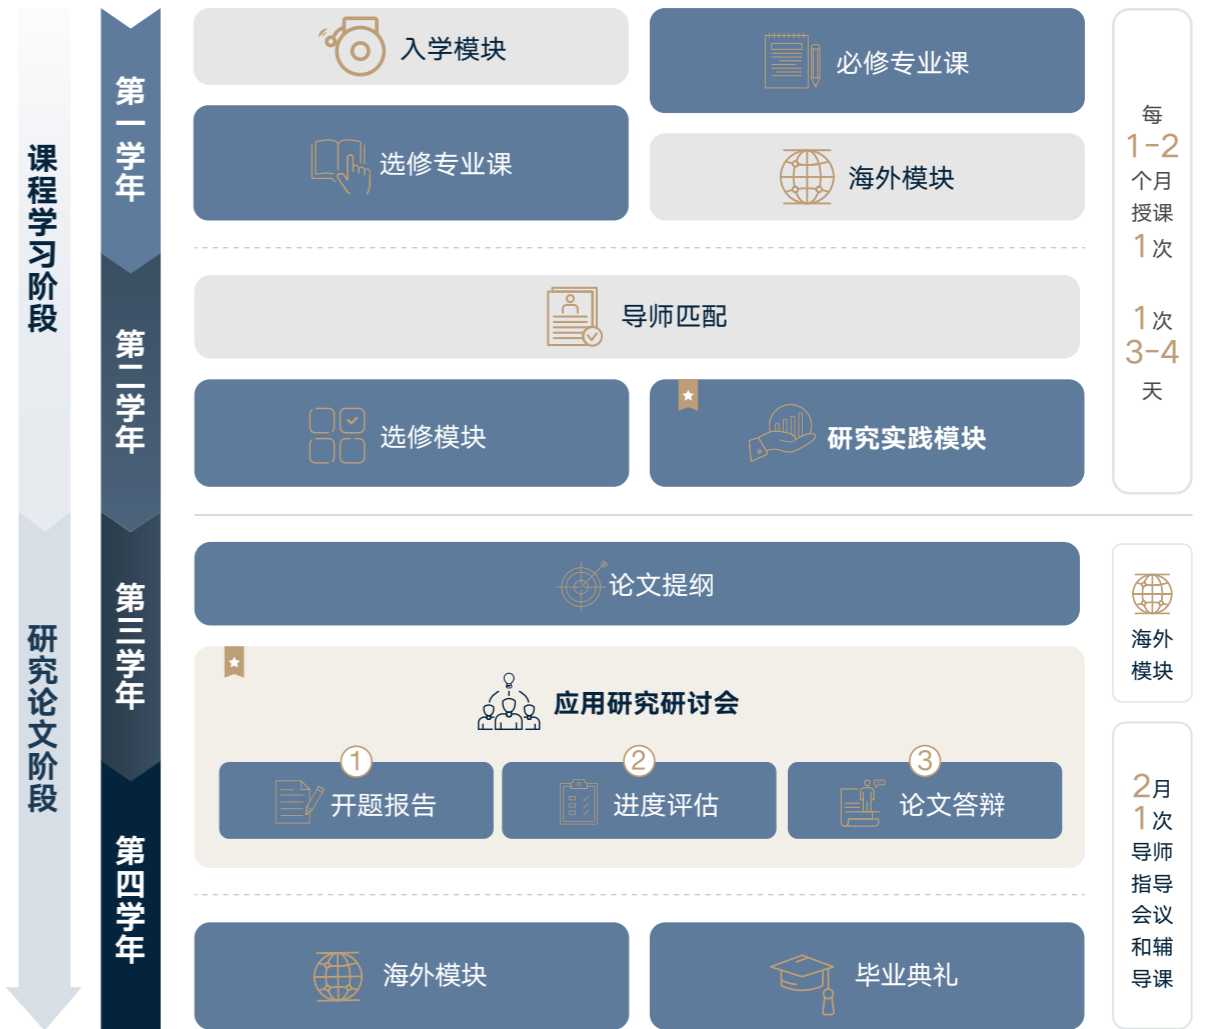 课程学习阶段
研究论文阶段
第一学年
第二学年
第三学年
第四学年
入学模块
必修专业课
选修专业课
海外模块
导师匹配
选修模块
研究实践模块
论文提纲
应用研究研讨会
1
开题报告
2
进度评估
3
论文答辩
海外模块
毕业典礼
每
1-2
个月
授课
1次
1次
3-4
天
海外
模块
2月
1次
导师
指导
会议
和辅
导课